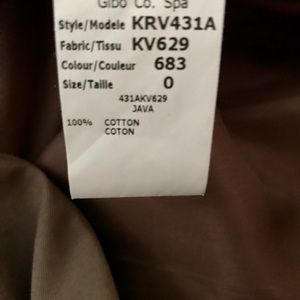 Gibo Co. Spa
Style/Modele KRV431A
Fabric/Tissu KV629
Colour/Couleur 683
Size/Taille 0
431AKV629
JAVA
100% COTTON
COTON